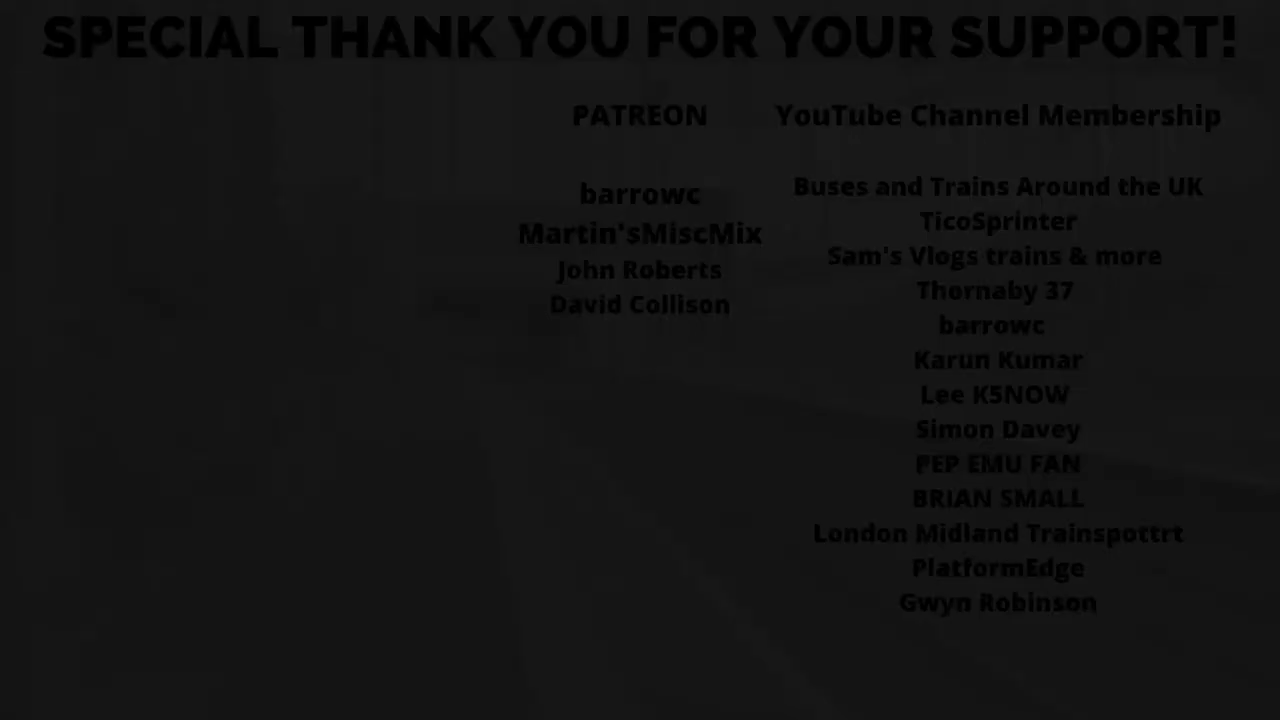 SPECIAL THANK YOU FOR YOUR SUPPORT!
PATREON
barrowc
Martin'sMiscMix
John Roberts
David Collison
YouTube Channel Membership
Buses and Trains Around the UK
TicoSprinter
Sam's Vlogs trains & more
Thornaby 37
barrowc
Karun Kumar
Lee K5NOW
Simon Davey
PEP EMU FAN
BRIAN SMALL
London Midland Trainspottrt
PlatformEdge
Gwyn Robinson